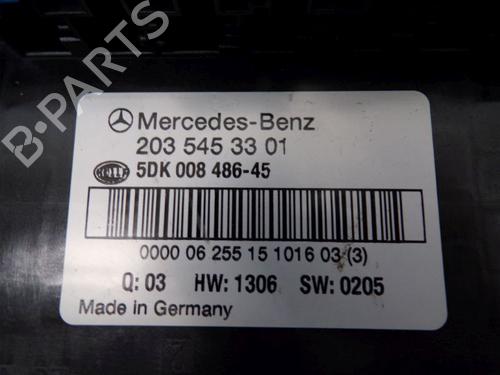 B-PARTS
Mercedes-Benz
203 545 33 01
HELLA 5DK 008 486-45
0000 06 255 15 1016 03 (3)
Q: 03 HW: 1306 SW: 0205
Made in Germany